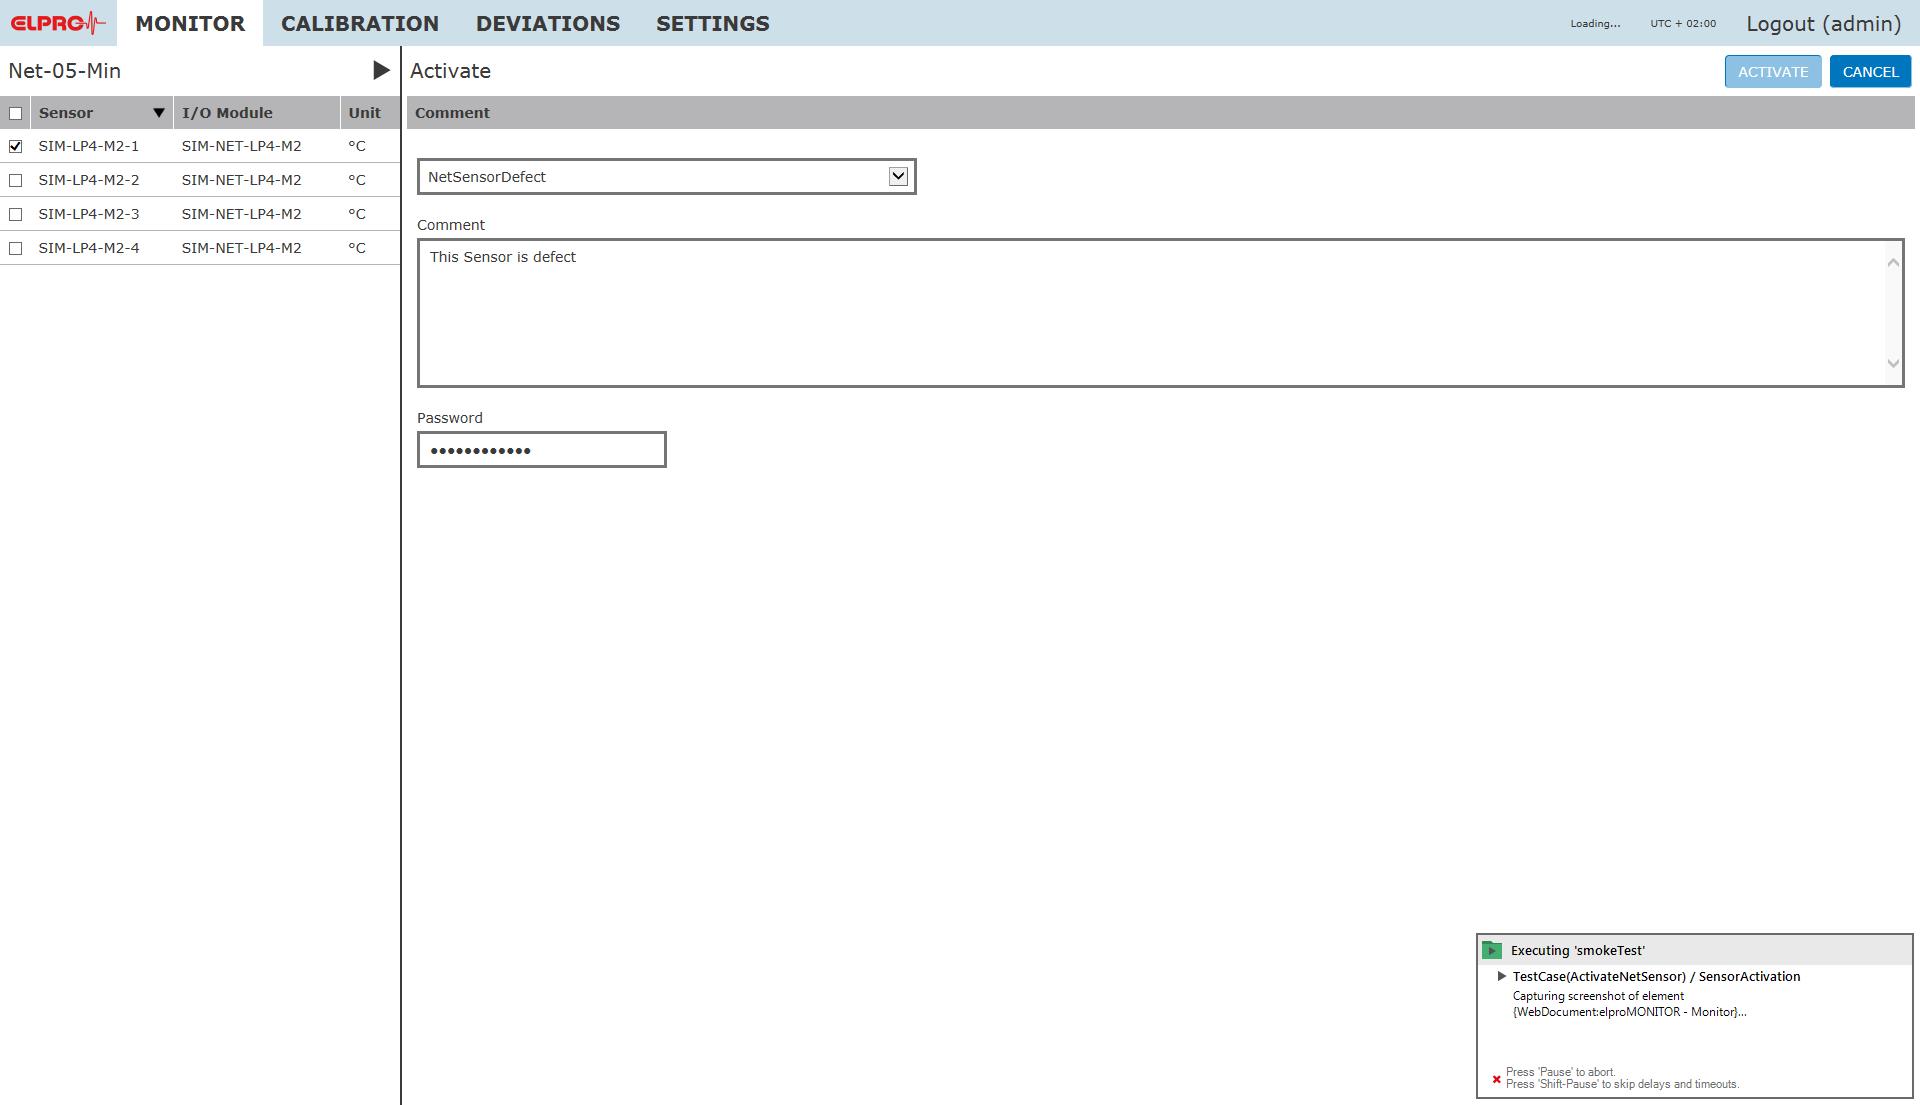 ELPRO MONITOR CALIBRATION DEVIATIONS SETTINGS Loading... UTC + 02:00 Logout (admin)
Net-05-Min
Sensor I/O Module Unit
SIM-LP4-M2-1 SIM-NET-LP4-M2 °C
SIM-LP4-M2-2 SIM-NET-LP4-M2 °C
SIM-LP4-M2-3 SIM-NET-LP4-M2 °C
SIM-LP4-M2-4 SIM-NET-LP4-M2 °C
Activate ACTIVATE CANCEL
Comment
NetSensorDefect
Comment
This Sensor is defect
Password
••••••••••••
Executing 'smokeTest'
TestCase(ActivateNetSensor) / SensorActivation
Capturing screenshot of element
{WebDocument:elproMONITOR - Monitor}...
Press 'Pause' to abort.
Press 'Shift-Pause' to skip delays and timeouts.